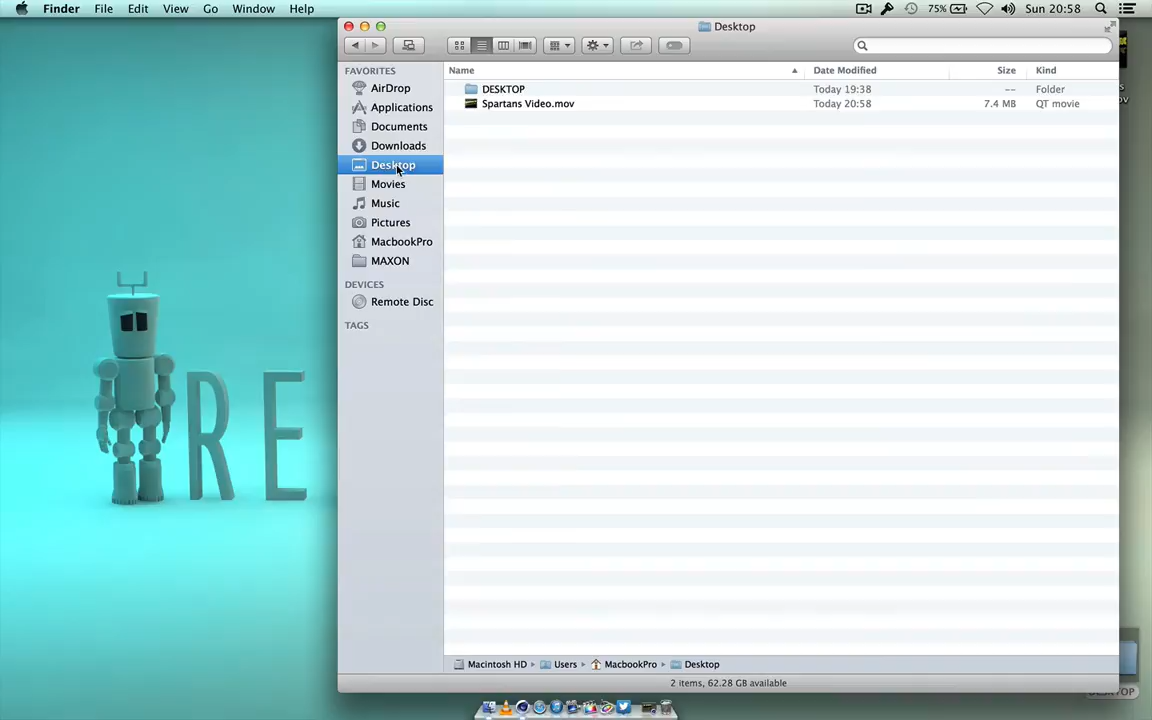 Finder File Edit View Go Window Help 75% Sun 20:58
Desktop
FAVORITES
AirDrop
Applications
Documents
Downloads
Desktop
Movies
Music
Pictures
MacbookPro
MAXON
DEVICES
Remote Disc
TAGS
Name Date Modified Size Kind
DESKTOP Today 19:38 -- Folder
Spartans Video.mov Today 20:58 7.4 MB QT movie
RE
Macintosh HD Users MacbookPro Desktop
2 items, 62.28 GB available